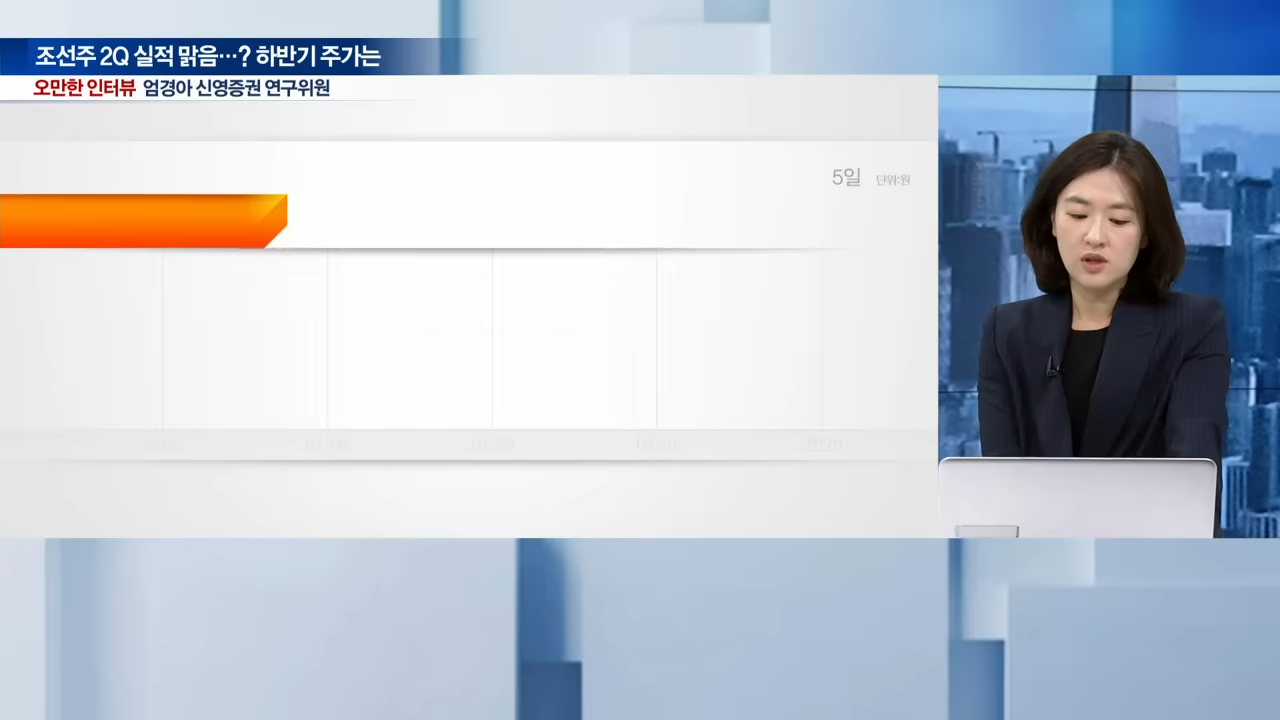 조선주 2Q 실적 맑음…? 하반기 주가는
오만한 인터뷰 엄경아 신영증권 연구위원
5일 단위:원